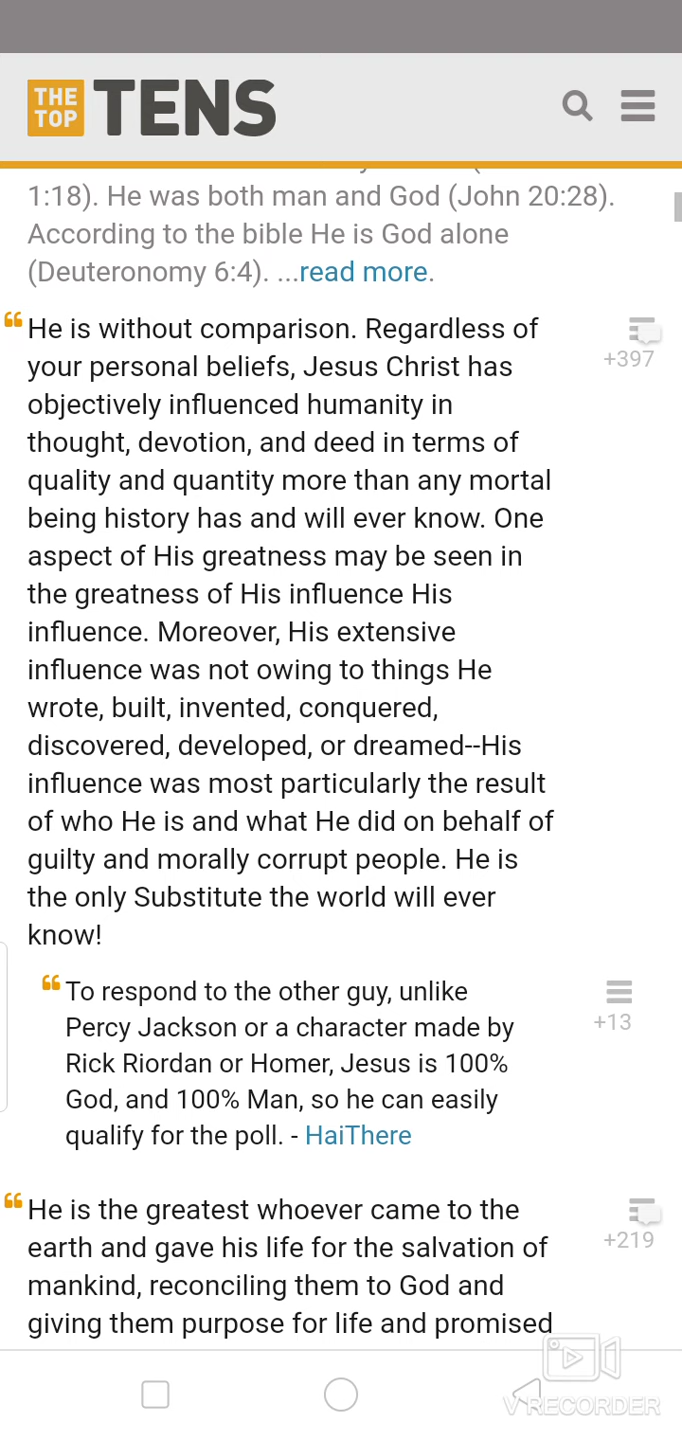 THE
TOP
TENS
1:18). He was both man and God (John 20:28).
According to the bible He is God alone
(Deuteronomy 6:4). ...read more.
He is without comparison. Regardless of
your personal beliefs, Jesus Christ has
+397
objectively influenced humanity in
thought, devotion, and deed in terms of
quality and quantity more than any mortal
being history has and will ever know. One
aspect of His greatness may be seen in
the greatness of His influence His
influence. Moreover, His extensive
influence was not owing to things He
wrote, built, invented, conquered,
discovered, developed, or dreamed--His
influence was most particularly the result
of who He is and what He did on behalf of
guilty and morally corrupt people. He is
the only Substitute the world will ever
know!
To respond to the other guy, unlike
Percy Jackson or a character made by
+13
Rick Riordan or Homer, Jesus is 100%
God, and 100% Man, so he can easily
qualify for the poll. - HaiThere
He is the greatest whoever came to the
earth and gave his life for the salvation of
+219
mankind, reconciling them to God and
giving them purpose for life and promised
V RECORDER